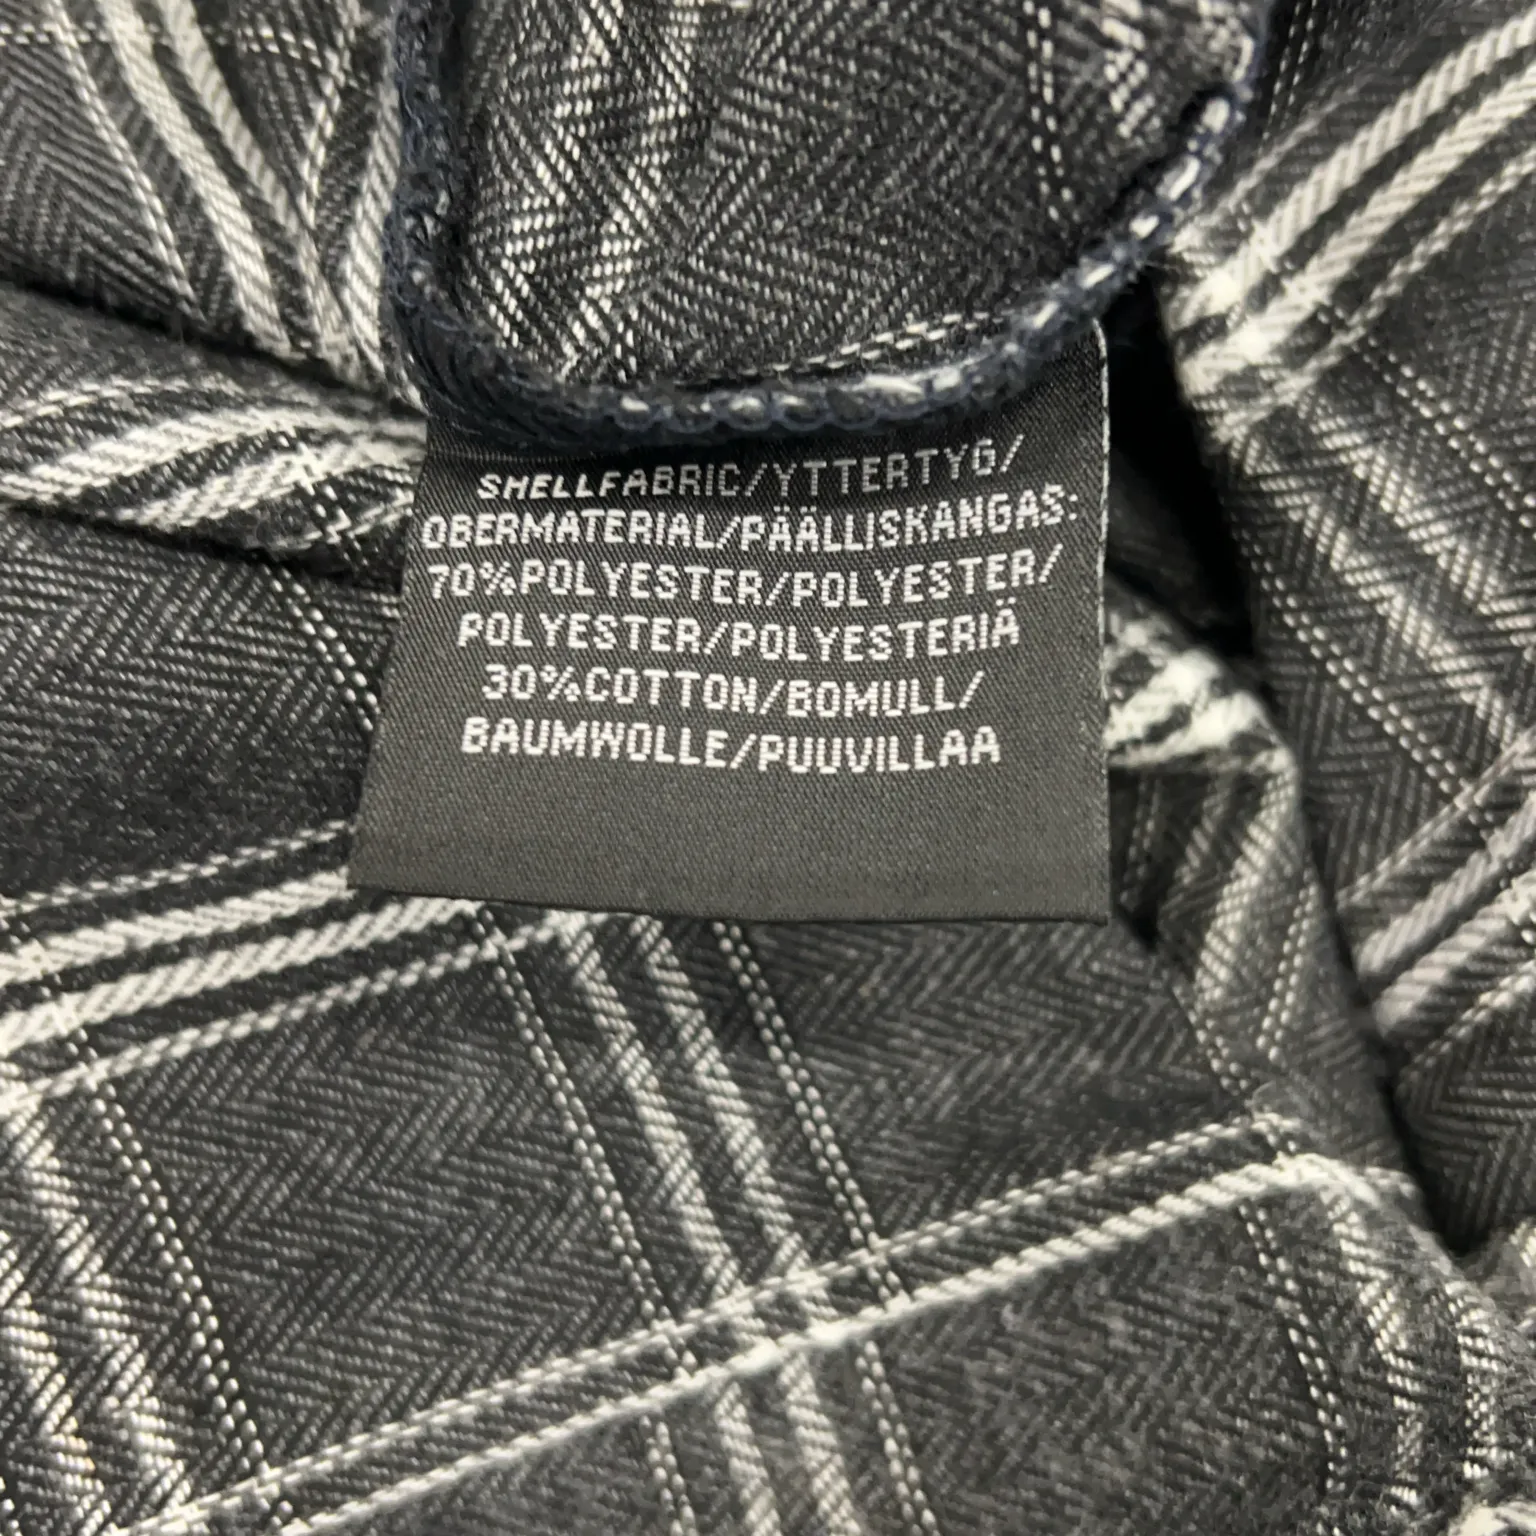 SHELLFABRIC/YTTERTYG/
OBERMATERIAL/PÄÄLLISKANGAS:
70%POLYESTER/POLYESTER/
POLYESTER/POLYESTERIÄ
30%COTTON/BOMULL/
BAUMWOLLE/PUUVILLAA